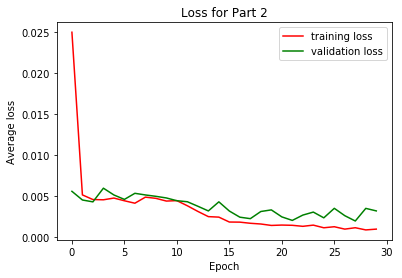 Loss for Part 2
training loss
validation loss
Average loss
0.025
0.020
0.015
0.010
0.005
0.000
0 5 10 15 20 25 30
Epoch